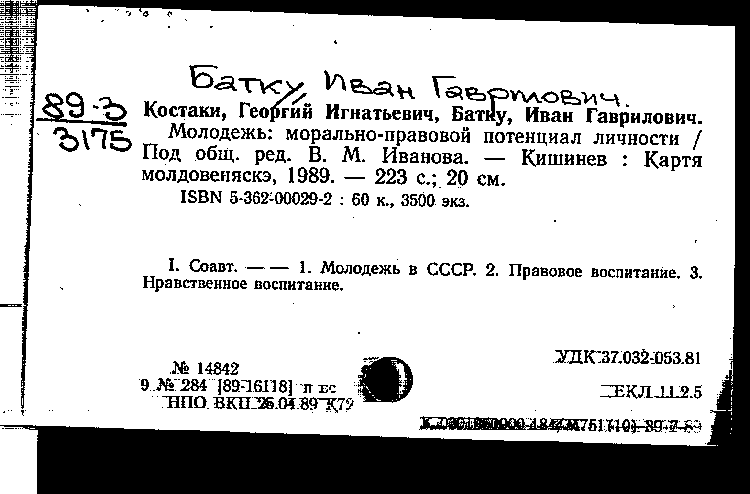 Батку Иван Гаврилович.
89-3
3175
Костаки, Георгий Игнатьевич, Батку, Иван Гаврилович.
Молодежь: морально-правовой потенциал личности /
Под общ. ред. В. М. Иванова. — Кишинев : Картя
молдовеняскэ, 1989. — 223 с.; 20 см.
ISBN 5-362-00029-2 : 60 к., 3500 экз.
I. Соавт. — — 1. Молодежь в СССР. 2. Правовое воспитание. 3.
Нравственное воспитание.
УДК 37.032-053.81
№ 14842
9 № 284 [89-16118] п бс
ЕКЛ 11.2.5
НПО ВКП 26.04.89 К79